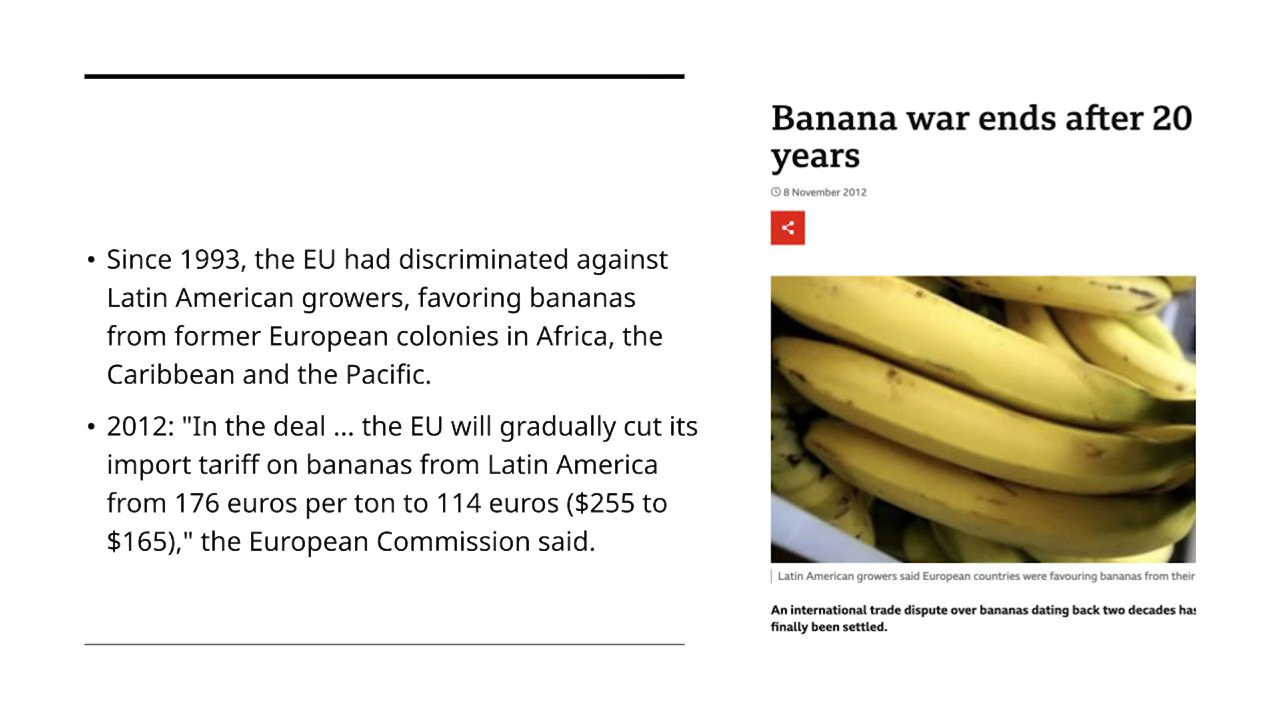 • Since 1993, the EU had discriminated against
Latin American growers, favoring bananas
from former European colonies in Africa, the
Caribbean and the Pacific.
• 2012: "In the deal ... the EU will gradually cut its
import tariff on bananas from Latin America
from 176 euros per ton to 114 euros ($255 to
$165)," the European Commission said.
Banana war ends after 20
years
8 November 2012
Latin American growers said European countries were favouring bananas from their
An international trade dispute over bananas dating back two decades has
finally been settled.